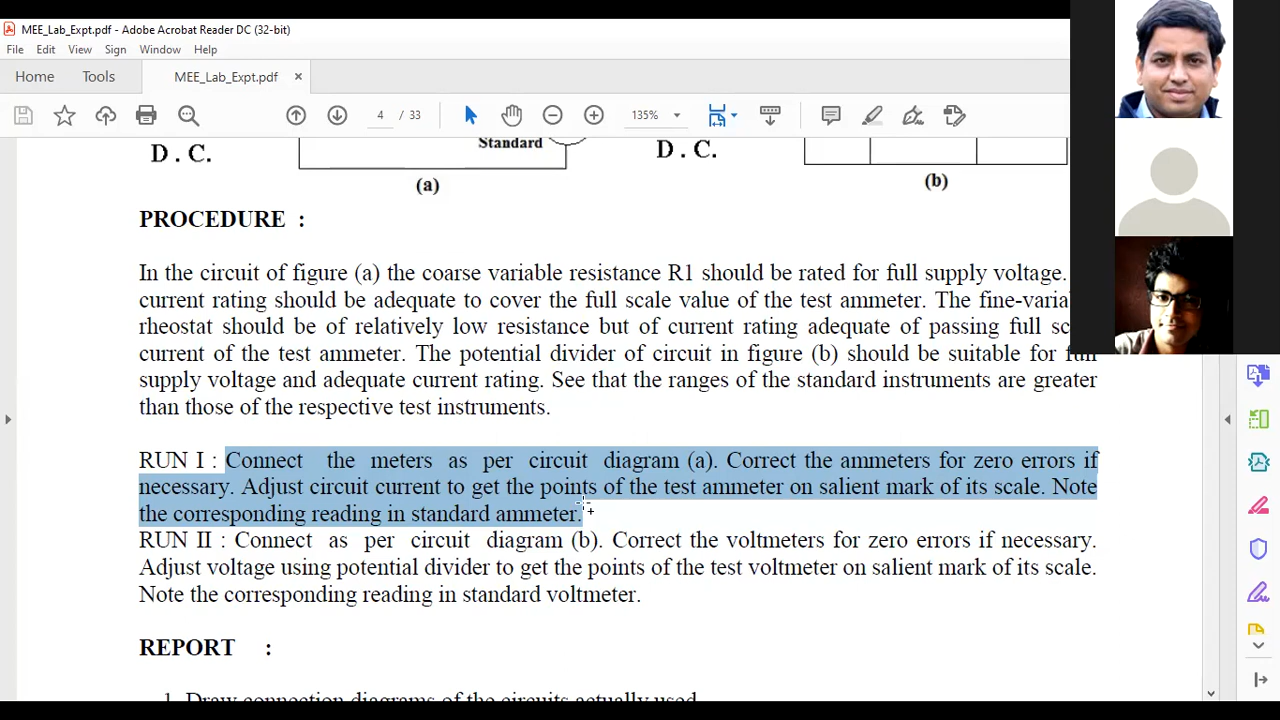 MEE_Lab_Expt.pdf - Adobe Acrobat Reader DC (32-bit)
File Edit View Sign Window Help
Home Tools MEE_Lab_Expt.pdf ×
4 / 33 135%
D . C. Standard D . C.
(a) (b)
PROCEDURE :
In the circuit of figure (a) the coarse variable resistance R1 should be rated for full supply voltage.
current rating should be adequate to cover the full scale value of the test ammeter. The fine-varia
rheostat should be of relatively low resistance but of current rating adequate of passing full sc
current of the test ammeter. The potential divider of circuit in figure (b) should be suitable for full
supply voltage and adequate current rating. See that the ranges of the standard instruments are greater
than those of the respective test instruments.
RUN I : Connect the meters as per circuit diagram (a). Correct the ammeters for zero errors if
necessary. Adjust circuit current to get the points of the test ammeter on salient mark of its scale. Note
the corresponding reading in standard ammeter.
RUN II : Connect as per circuit diagram (b). Correct the voltmeters for zero errors if necessary.
Adjust voltage using potential divider to get the points of the test voltmeter on salient mark of its scale.
Note the corresponding reading in standard voltmeter.
REPORT :
1. Draw connection diagrams of the circuits actually used